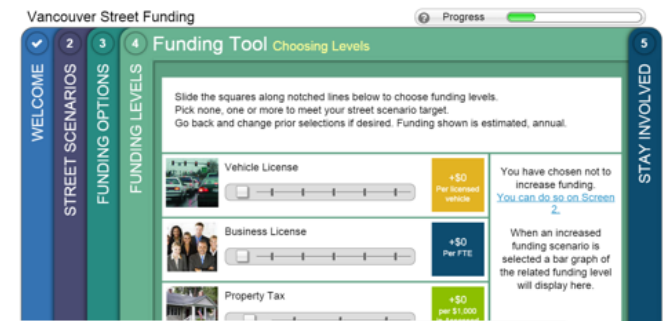 Vancouver Street Funding
? Progress
WELCOME
2
STREET SCENARIOS
3
FUNDING OPTIONS
4
FUNDING LEVELS
Funding Tool Choosing Levels
5
STAY INVOLVED
Slide the squares along notched lines below to choose funding levels.
Pick none, one or more to meet your street scenario target.
Go back and change prior selections if desired. Funding shown is estimated, annual.
Vehicle License
+$0
Per licensed
vehicle
Business License
+$0
Per FTE
Property Tax
+$0
per $1,000
in Assessed
You have chosen not to
increase funding.
You can do so on Screen
2.
When an increased
funding scenario is
selected a bar graph of
the related funding level
will display here.